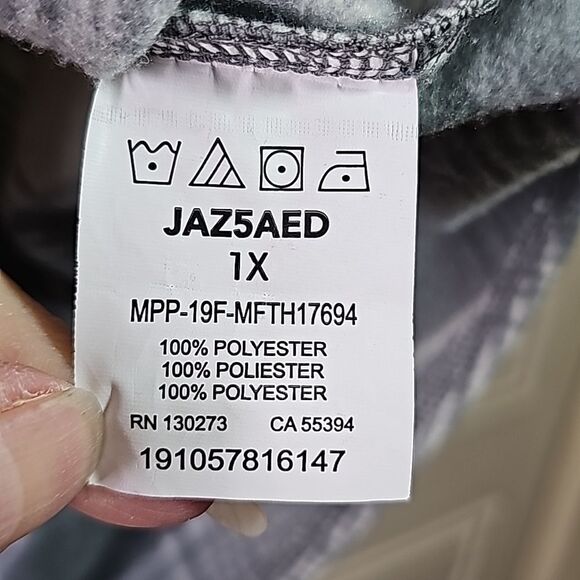 JAZ5AED
1X
MPP-19F-MFTH17694
100% POLYESTER
100% POLIESTER
100% POLYESTER
RN 130273 CA 55394
191057816147